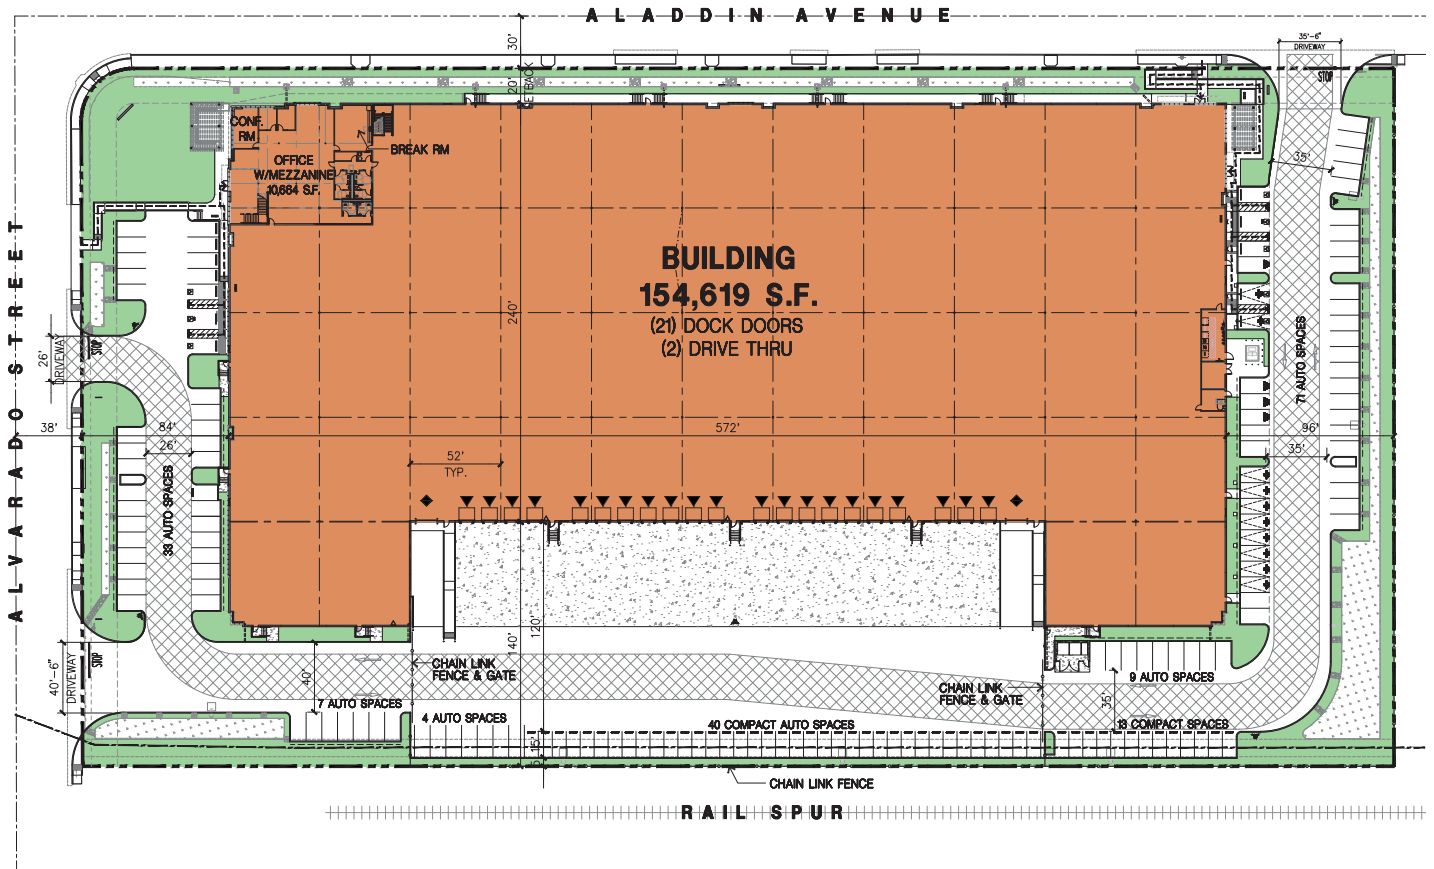 ALADDIN AVENUE
30'
35'-6"
DRIVEWAY
STOP
20'
CONF.
RM
BREAK RM
OFFICE
W/MEZZANINE
10,664 S.F.
35'
ALVARADO STREET
BUILDING
154,619 S.F.
(21) DOCK DOORS
(2) DRIVE THRU
240'
26'
DRIVEWAY
STOP
71 AUTO SPACES
38'
84'
572'
96'
26'
52'
TYP.
35'
33 AUTO SPACES
120'
140'
40'-6"
DRIVEWAY
STOP
CHAIN LINK
FENCE & GATE
40'
9 AUTO SPACES
CHAIN LINK
FENCE & GATE
35'
7 AUTO SPACES
4 AUTO SPACES
40 COMPACT AUTO SPACES
13 COMPACT SPACES
15'
CHAIN LINK FENCE
RAIL SPUR